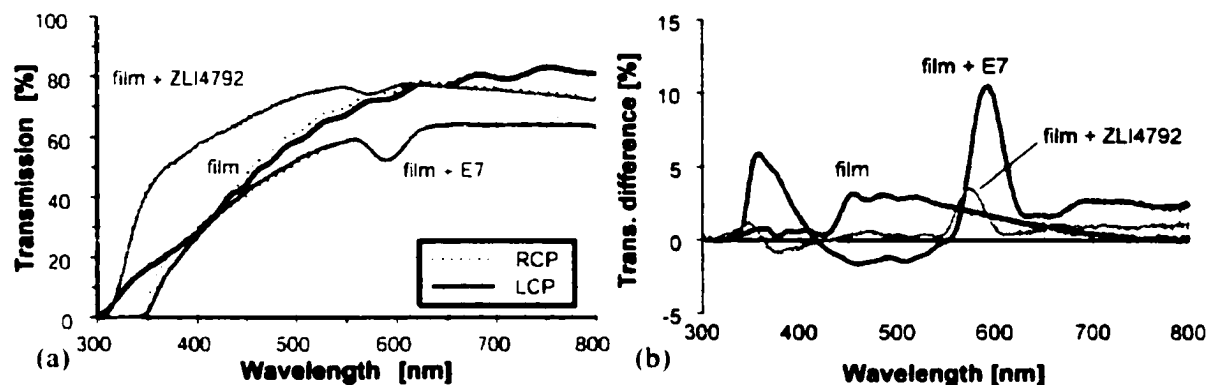 100
80
60
40
20
0
Transmission [%]
film + ZLI4792
film
film + E7
RCP
LCP
300 400 500 600 700 800
(a) Wavelength [nm]
15
10
5
0
-5
Trans. difference [%]
film + E7
film + ZLI4792
film
300 400 500 600 700 800
(b) Wavelength [nm]